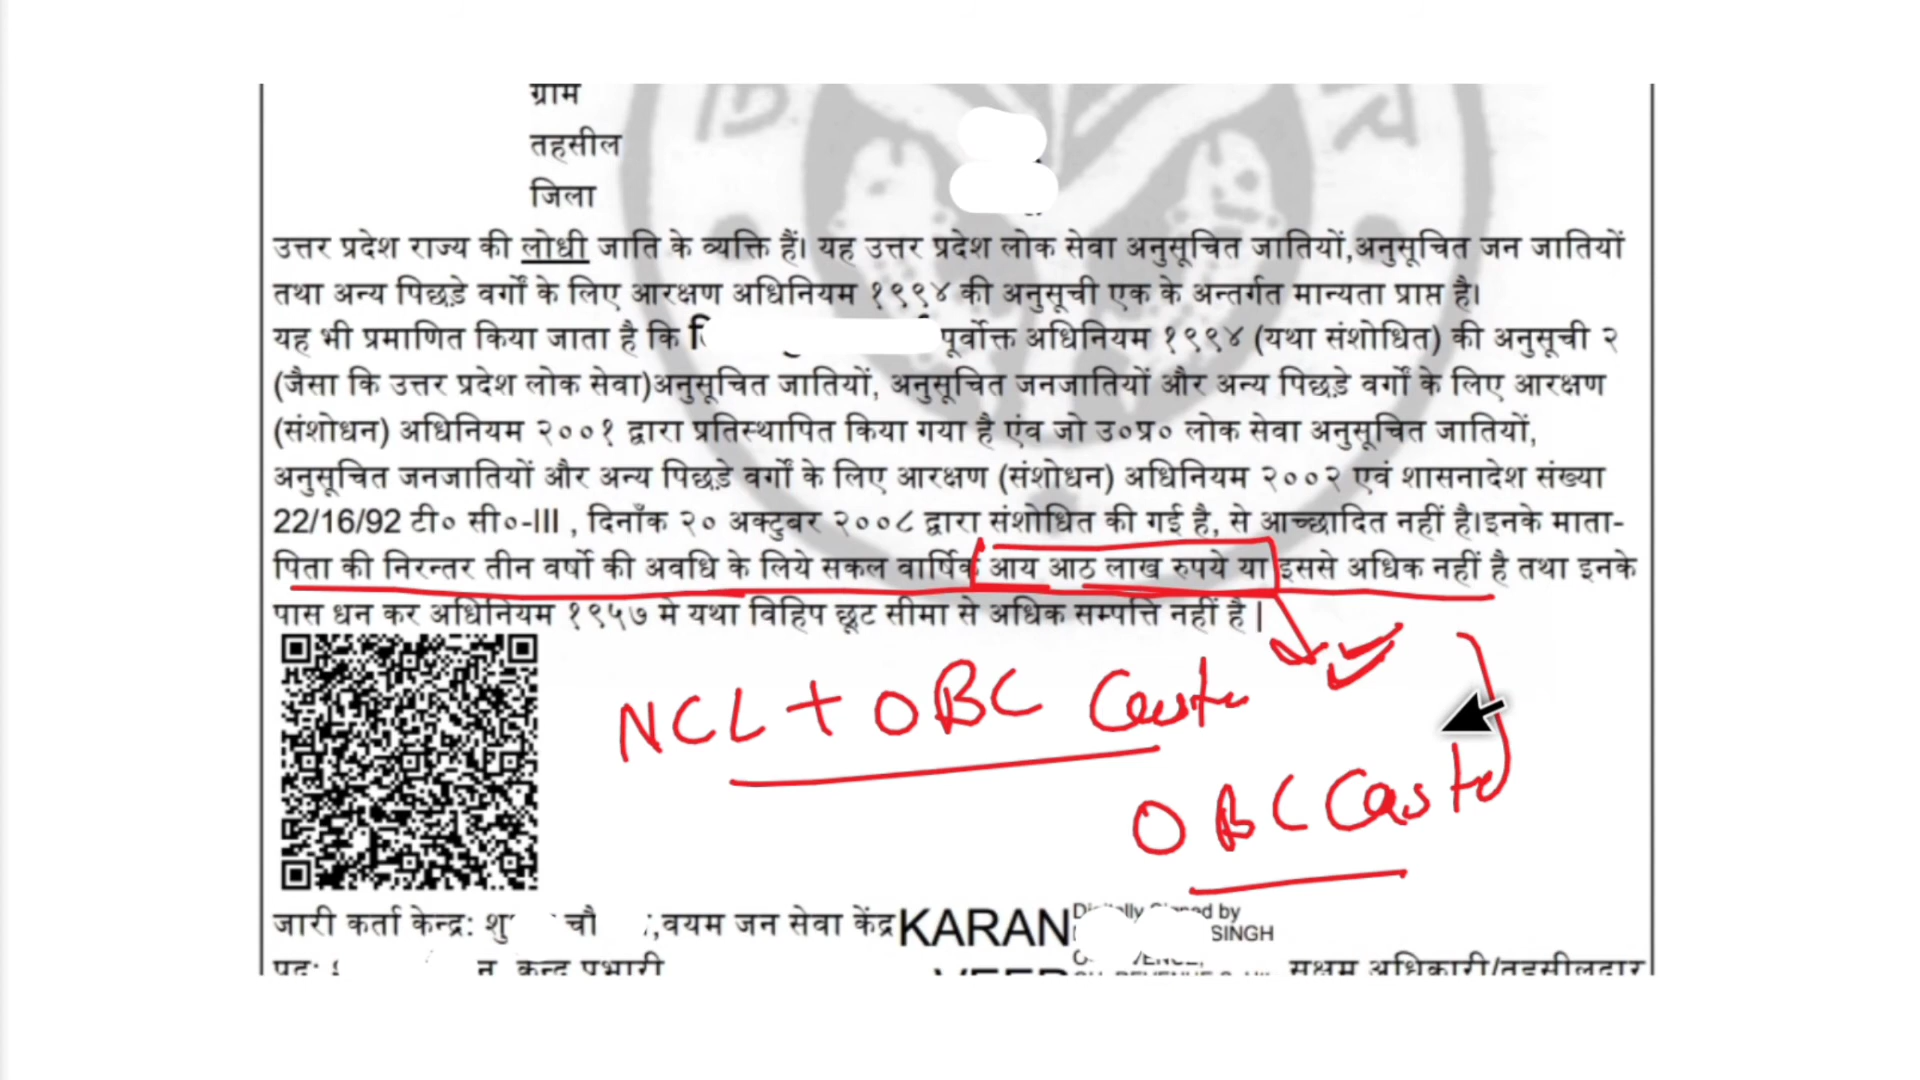 ग्राम
तहसील
जिला
उत्तर प्रदेश राज्य की लोधी जाति के व्यक्ति हैं। यह उत्तर प्रदेश लोक सेवा अनुसूचित जातियों,अनुसूचित जन जातियों
तथा अन्य पिछड़े वर्गों के लिए आरक्षण अधिनियम १९९४ की अनुसूची एक के अन्तर्गत मान्यता प्राप्त है।
यह भी प्रमाणित किया जाता है कि पूर्वोक्त अधिनियम १९९४ (यथा संशोधित) की अनुसूची २
(जैसा कि उत्तर प्रदेश लोक सेवा)अनुसूचित जातियों, अनुसूचित जनजातियों और अन्य पिछड़े वर्गों के लिए आरक्षण
(संशोधन) अधिनियम २००१ द्वारा प्रतिस्थापित किया गया है एंव जो उ०प्र० लोक सेवा अनुसूचित जातियों,
अनुसूचित जनजातियों और अन्य पिछड़े वर्गों के लिए आरक्षण (संशोधन) अधिनियम २००२ एवं शासनादेश संख्या
22/16/92 टी० सी०-III , दिनाँक २० अक्टुबर २००८ द्वारा संशोधित की गई है, से आच्छादित नहीं है।इनके माता-
पिता की निरन्तर तीन वर्षो की अवधि के लिये सकल वार्षिक आय आठ लाख रुपये या इससे अधिक नहीं है तथा इनके
पास धन कर अधिनियम १९५७ मे यथा विहिप छूट सीमा से अधिक सम्पत्ति नहीं है |
NCL + OBC Caste
OBC Caste
जारी कर्ता केन्द्र: चौ ,वयम जन सेवा केंद्र KARAN Digitally Signed by
SINGH
पद: केन्द्र प्रभारी सक्षम अधिकारी/तहसीलदार